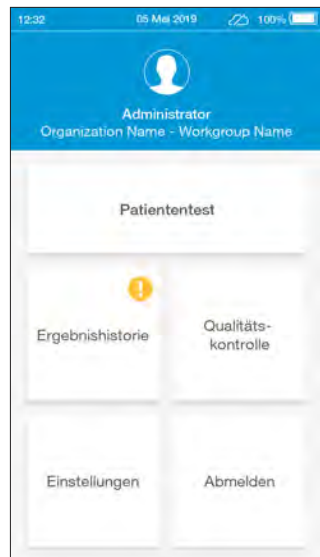 12:32 05 Mai 2019 100%
Administrator
Organization Name - Workgroup Name
Patiententest
Ergebnishistorie
Qualitäts-
kontrolle
Einstellungen
Abmelden